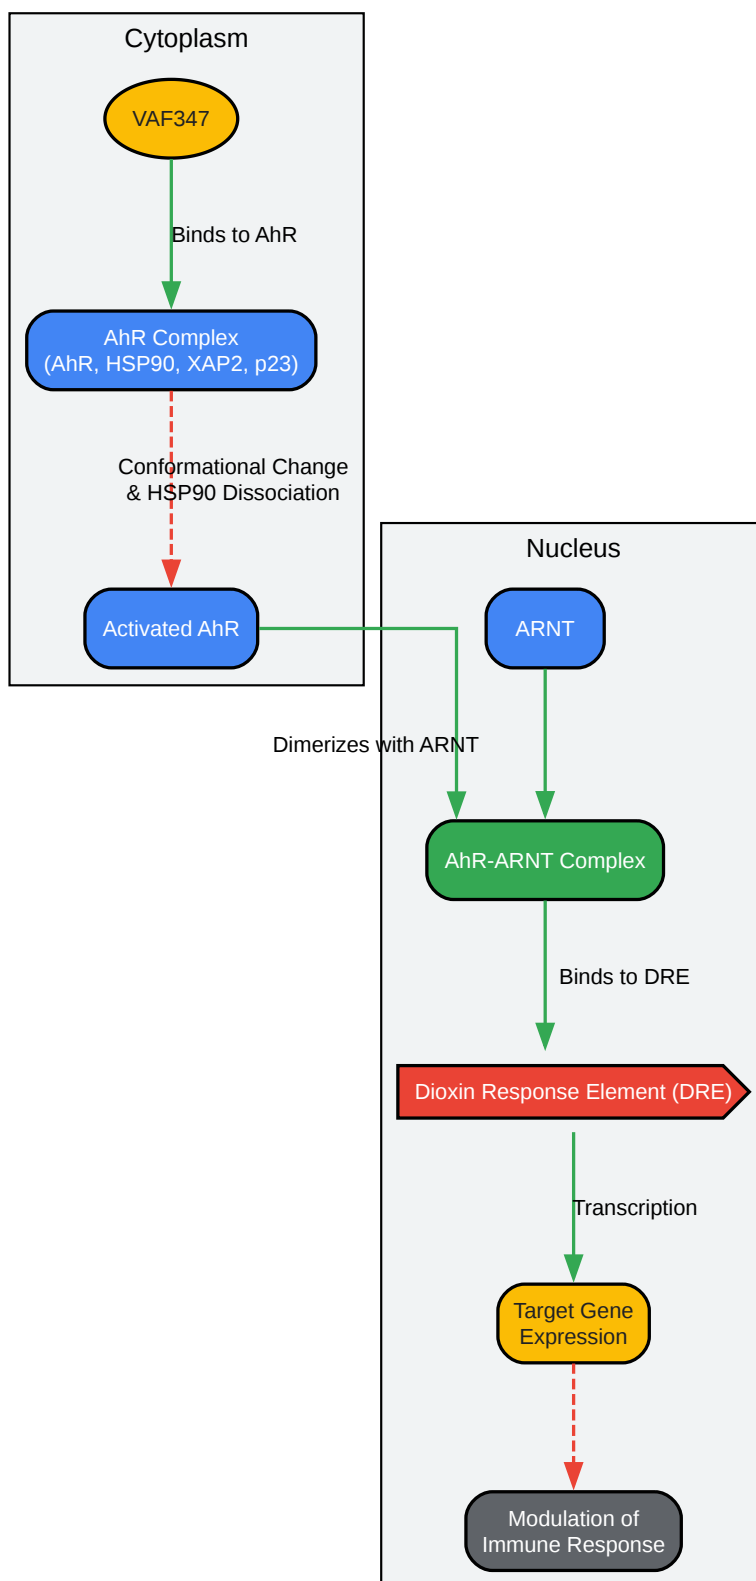 Cytoplasm
VAF347
Binds to AhR
AhR Complex
(AhR, HSP90, XAP2, p23)
Conformational Change
& HSP90 Dissociation
Activated AhR
Nucleus
ARNT
Dimerizes with ARNT
AhR-ARNT Complex
Binds to DRE
Dioxin Response Element (DRE)
Transcription
Target Gene
Expression
Modulation of
Immune Response